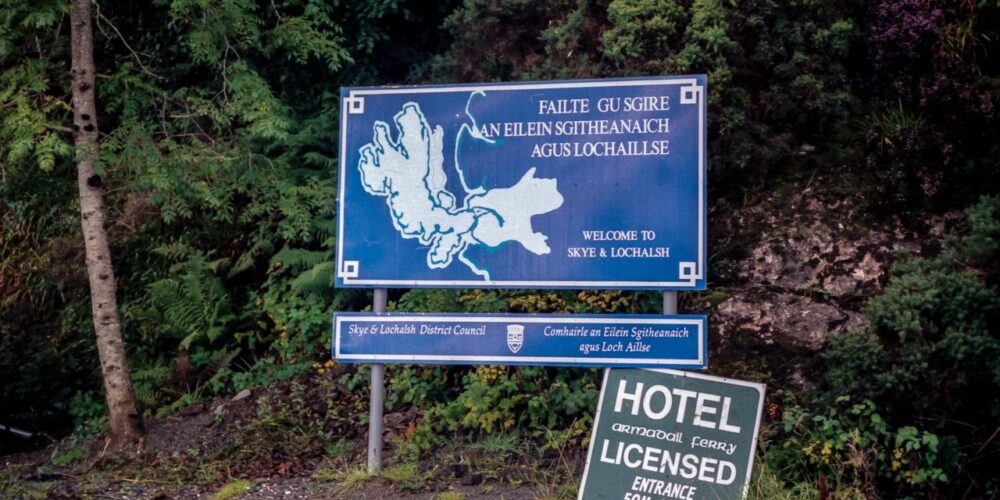 FAILTE GU SGIRE
AN EILEIN SGITHEANAICH
AGUS LOCHAILLSE
WELCOME TO
SKYE & LOCHALSH
Skye & Lochalsh District Council
Comhairle an Eilein Sgitheanaich
agus Loch Aillse
HOTEL
armadail ferry
LICENSED
ENTRANCE